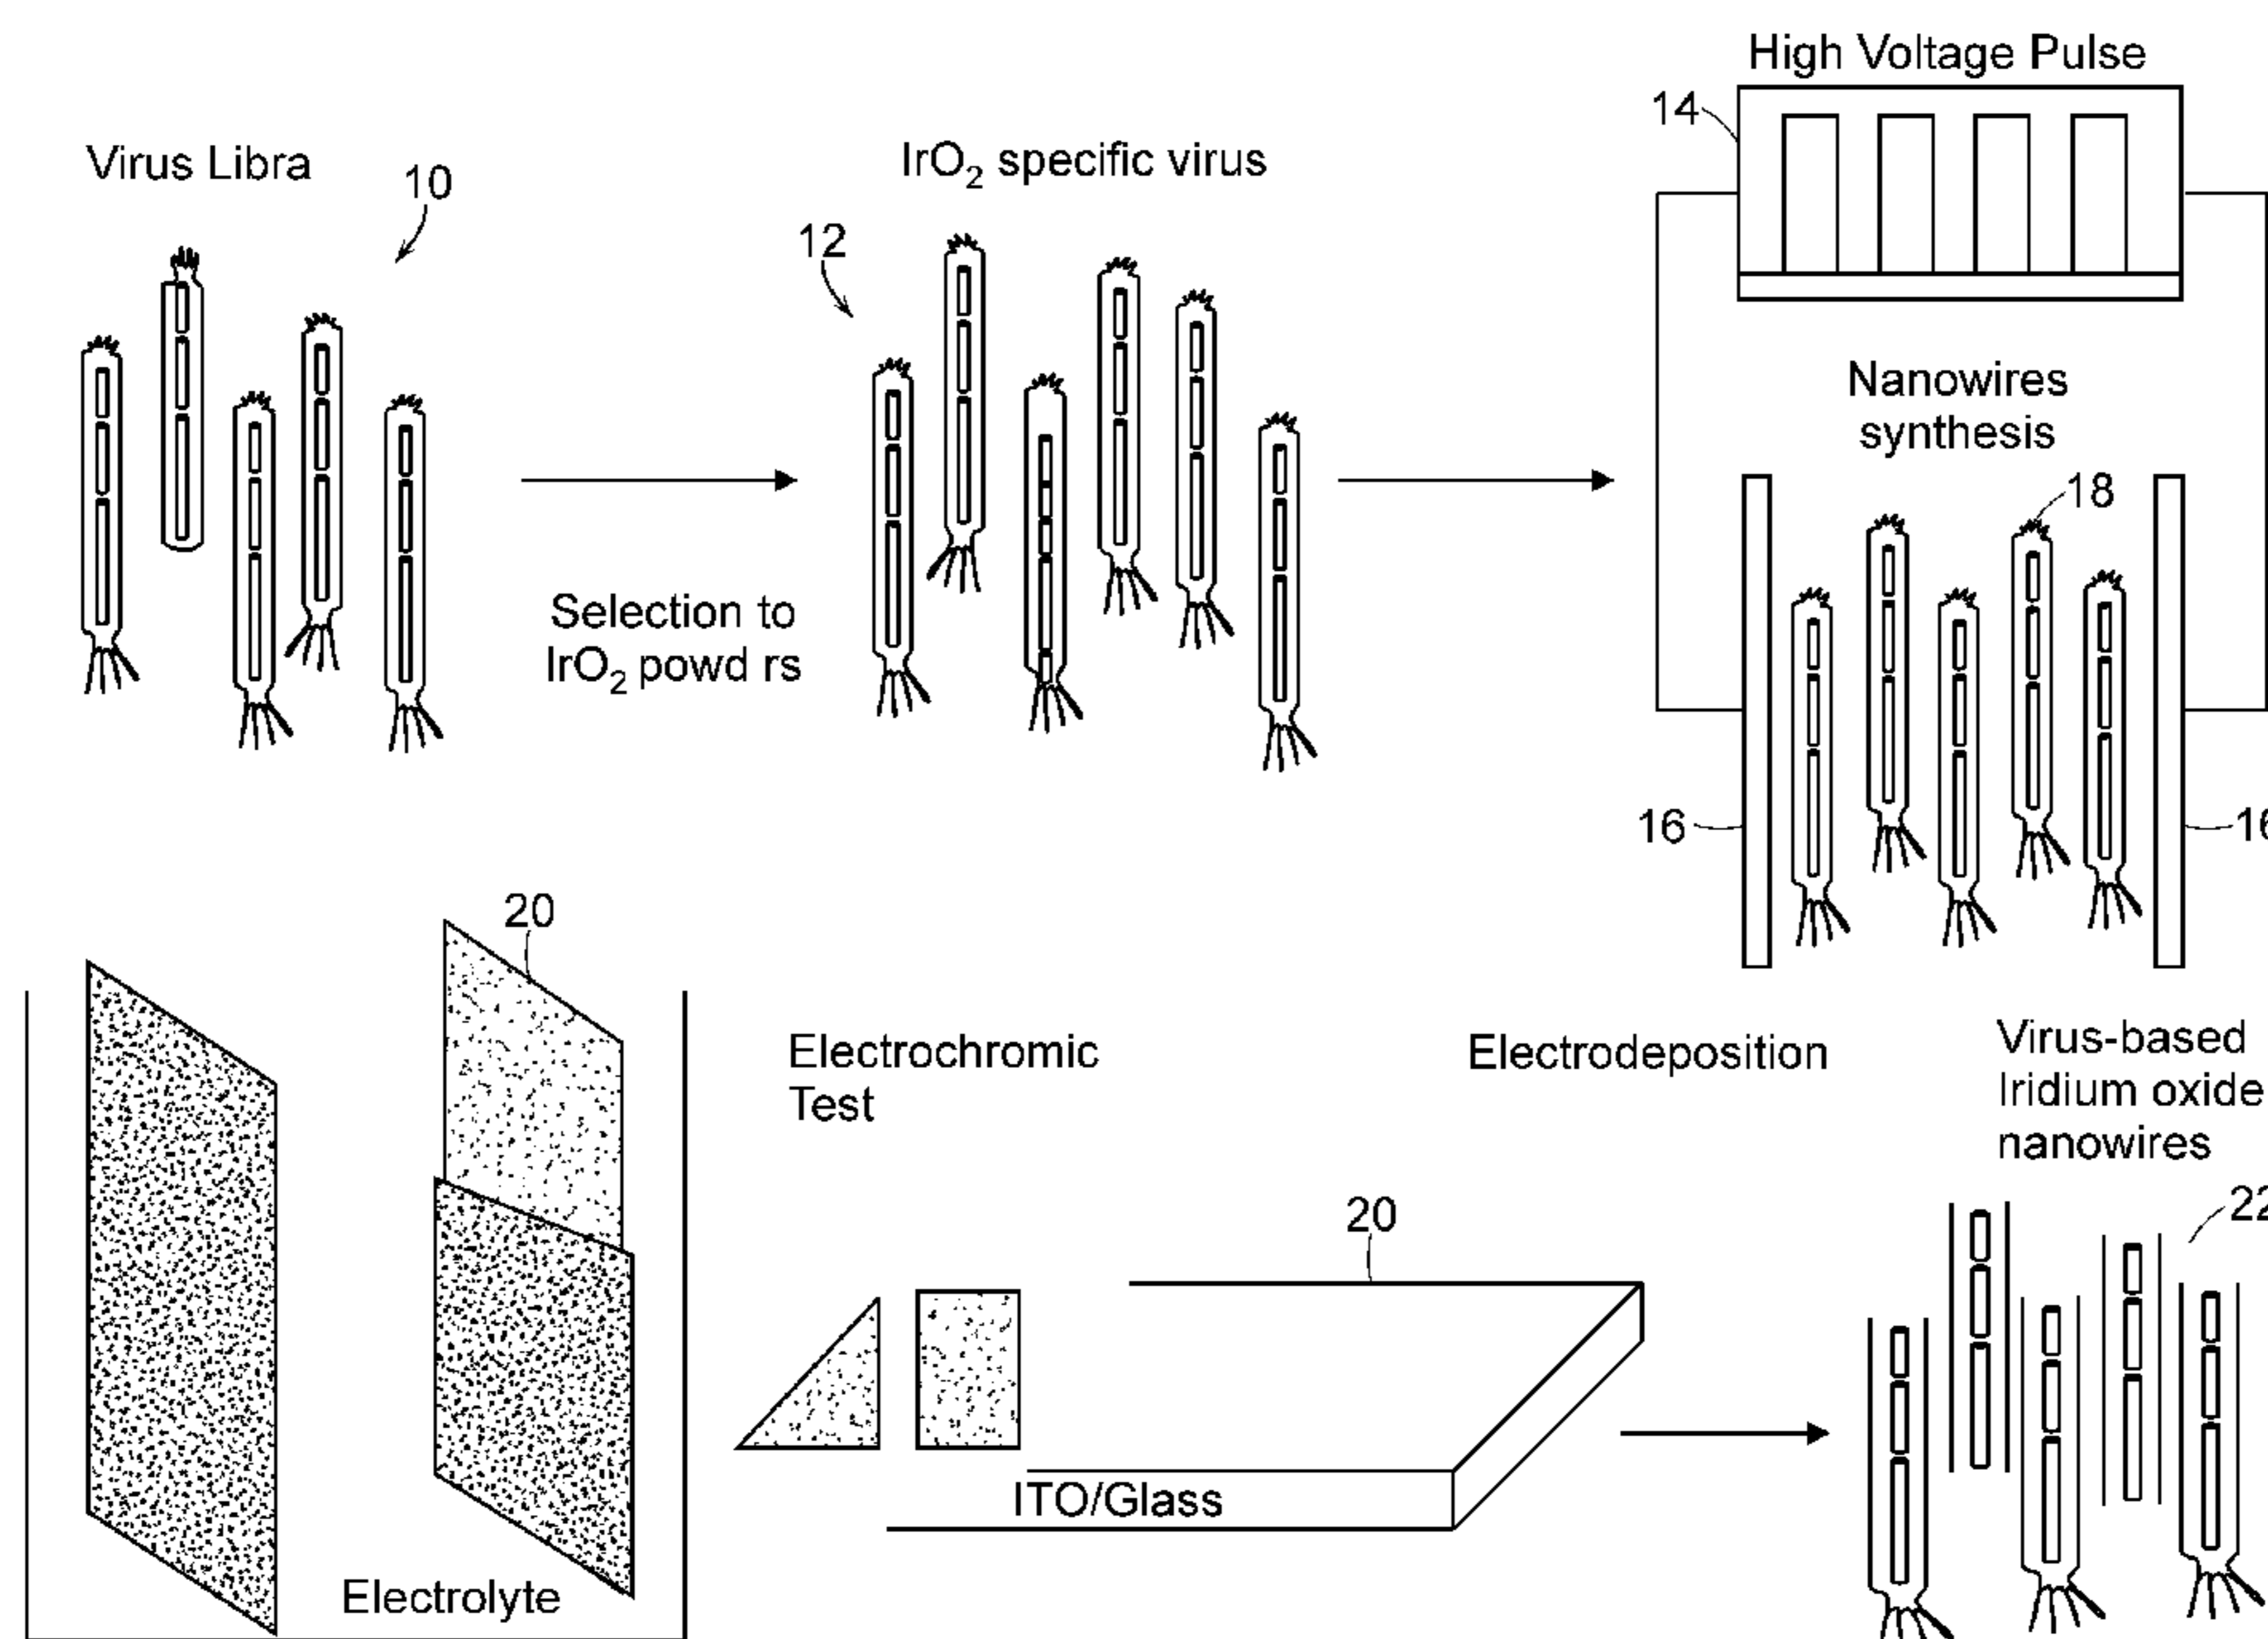 High Voltage Pulse
14
Virus Libra
10
IrO₂ specific virus
12
Nanowires
synthesis
18
Selection to
IrO₂ powd rs
16
16
20
Electrochromic
Test
Electrodeposition
Virus-based
Iridium oxide
nanowires
22
20
ITO/Glass
Electrolyte